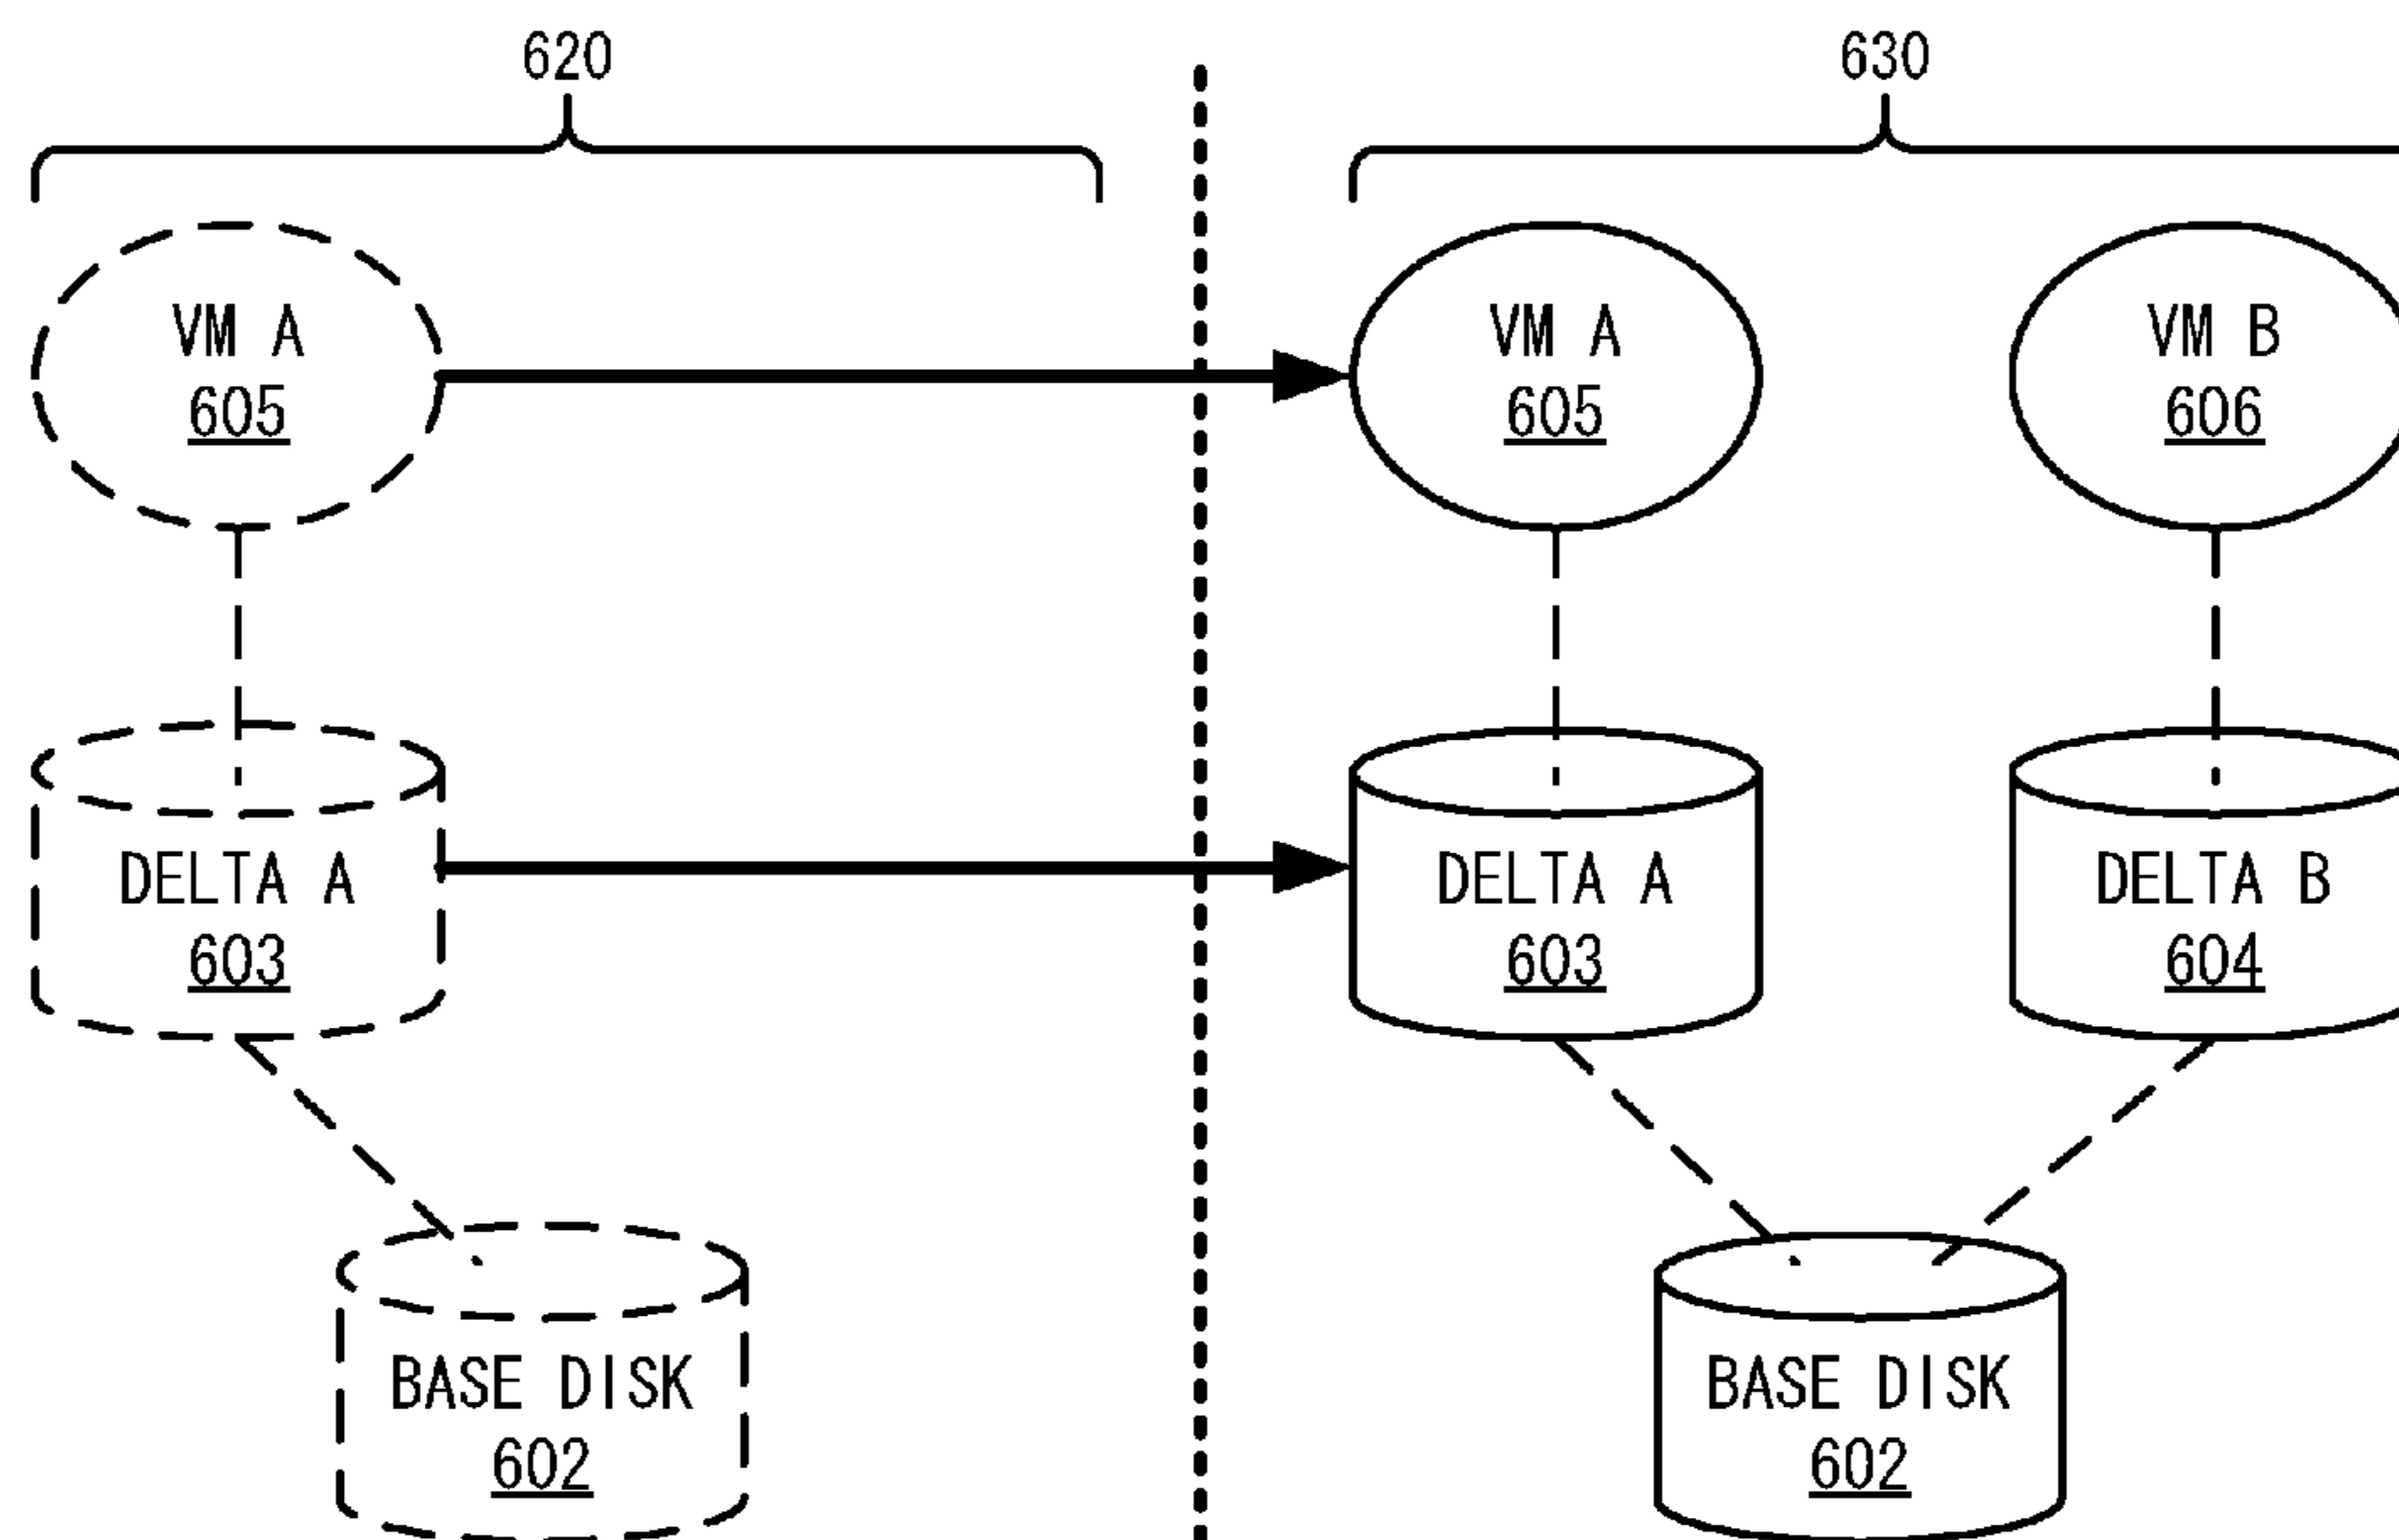 620
630
VM A
605
VM A
605
VM B
606
DELTA A
603
DELTA A
603
DELTA B
604
BASE DISK
602
BASE DISK
602